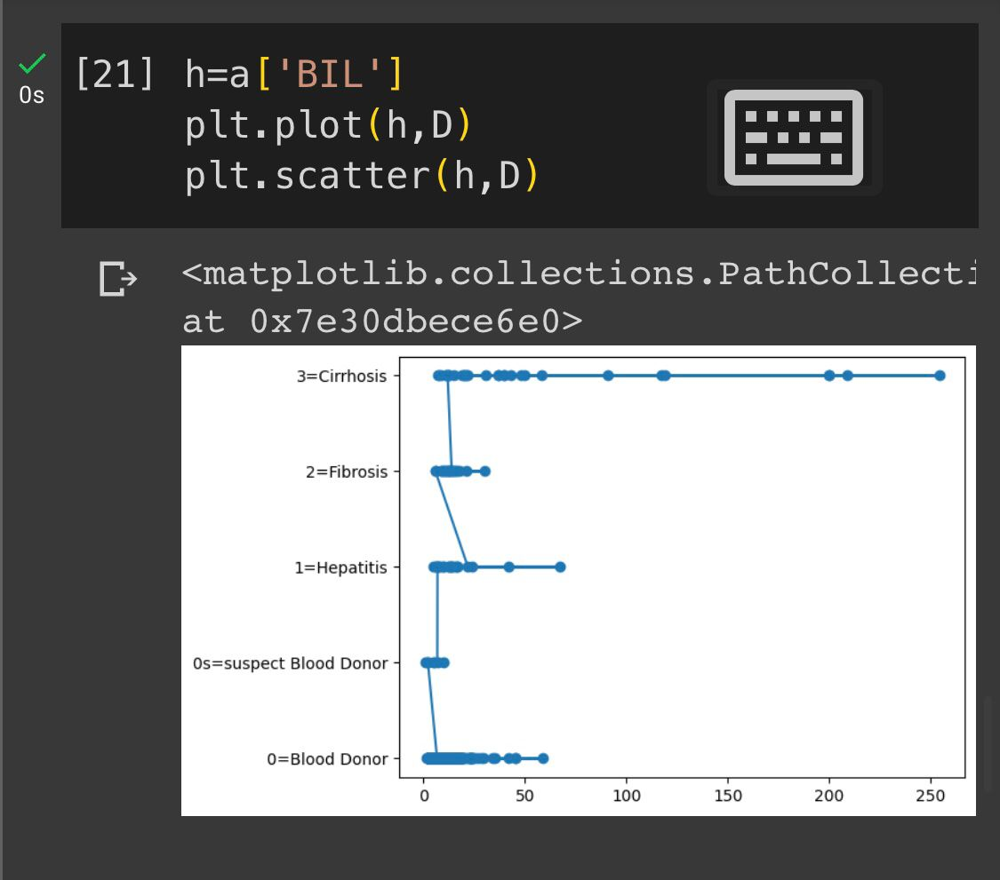 [21] h=a['BIL']
0s
plt.plot(h,D)
plt.scatter(h,D)
<matplotlib.collections.PathCollecti
at 0x7e30dbece6e0>
3=Cirrhosis
2=Fibrosis
1=Hepatitis
0s=suspect Blood Donor
0=Blood Donor
0 50 100 150 200 250